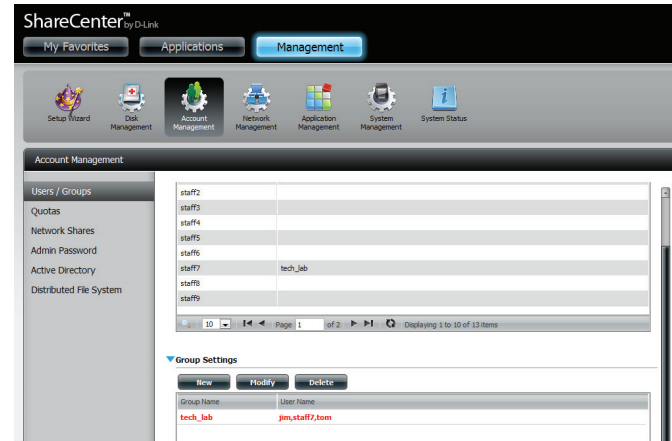 ShareCenter™ by D-Link
My Favorites Applications Management
Setup Wizard Disk Management Account Management Network Management Application Management System Management System Status
Account Management
Users / Groups
Quotas
Network Shares
Admin Password
Active Directory
Distributed File System
staff2
staff3
staff4
staff5
staff6
staff7 tech_lab
staff8
staff9
10 Page 1 of 2 Displaying 1 to 10 of 13 items
Group Settings
New Modify Delete
Group Name User Name
tech_lab jim,staff7,tom